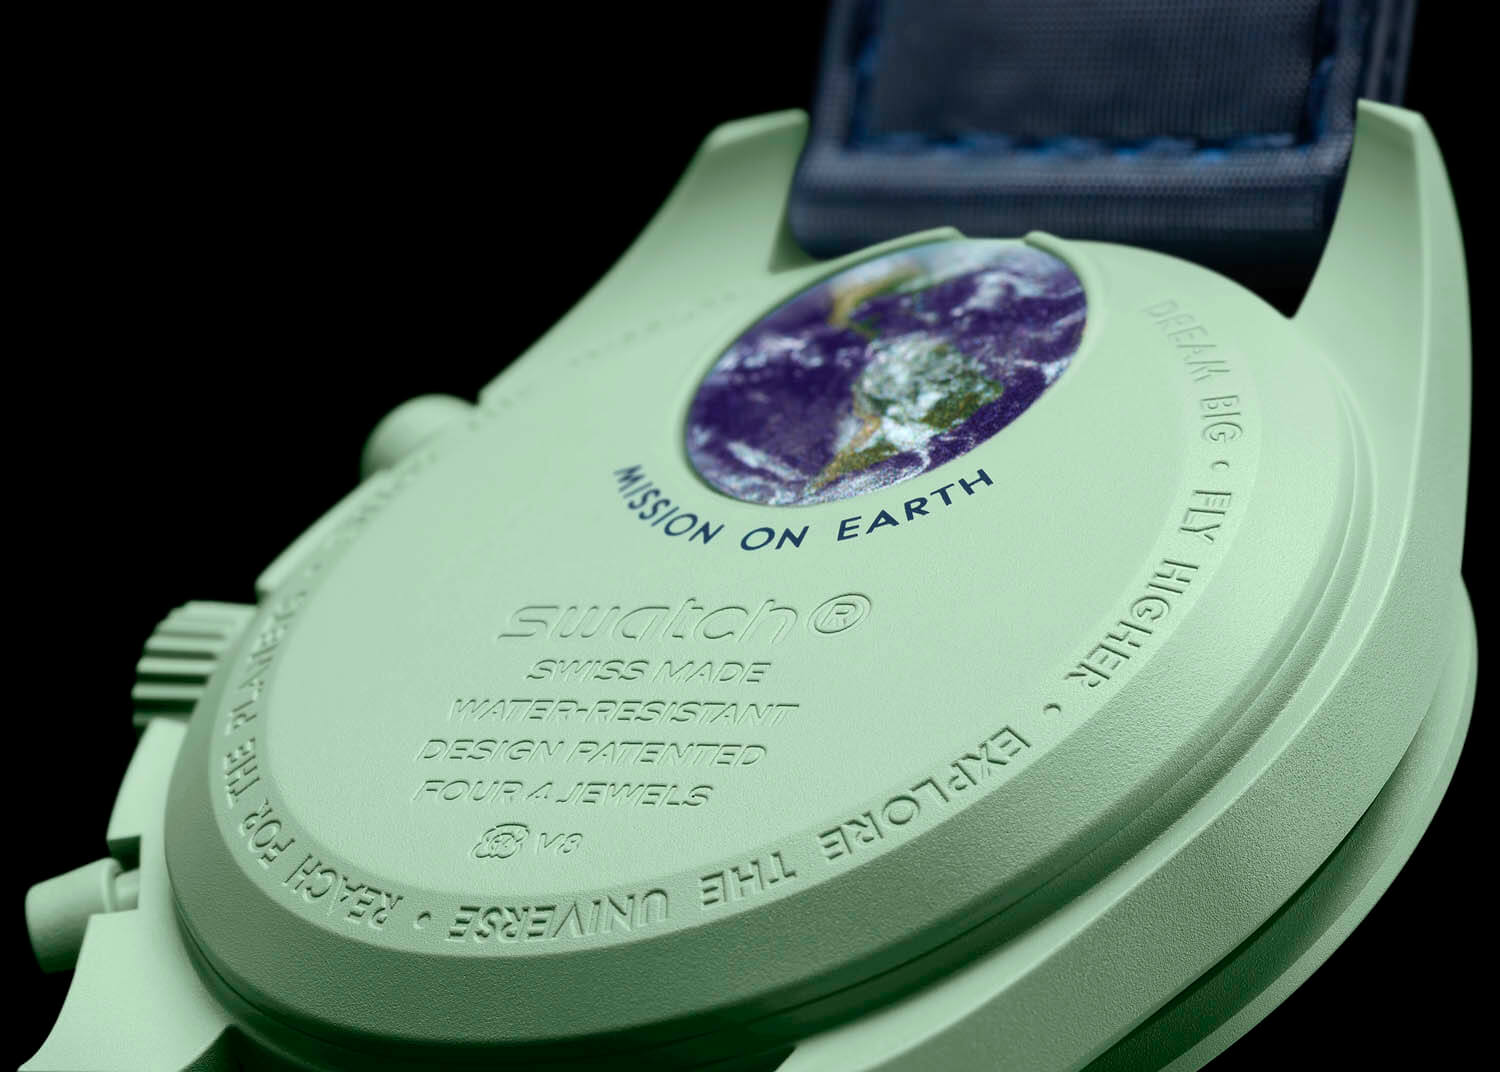 MISSION ON EARTH
swatch®
SWISS MADE
WATER-RESISTANT
DESIGN PATENTED
FOUR 4 JEWELS
V8
DREAM BIG • FLY HIGHER • EXPLORE THE UNIVERSE • REACH FOR THE PLANETS •